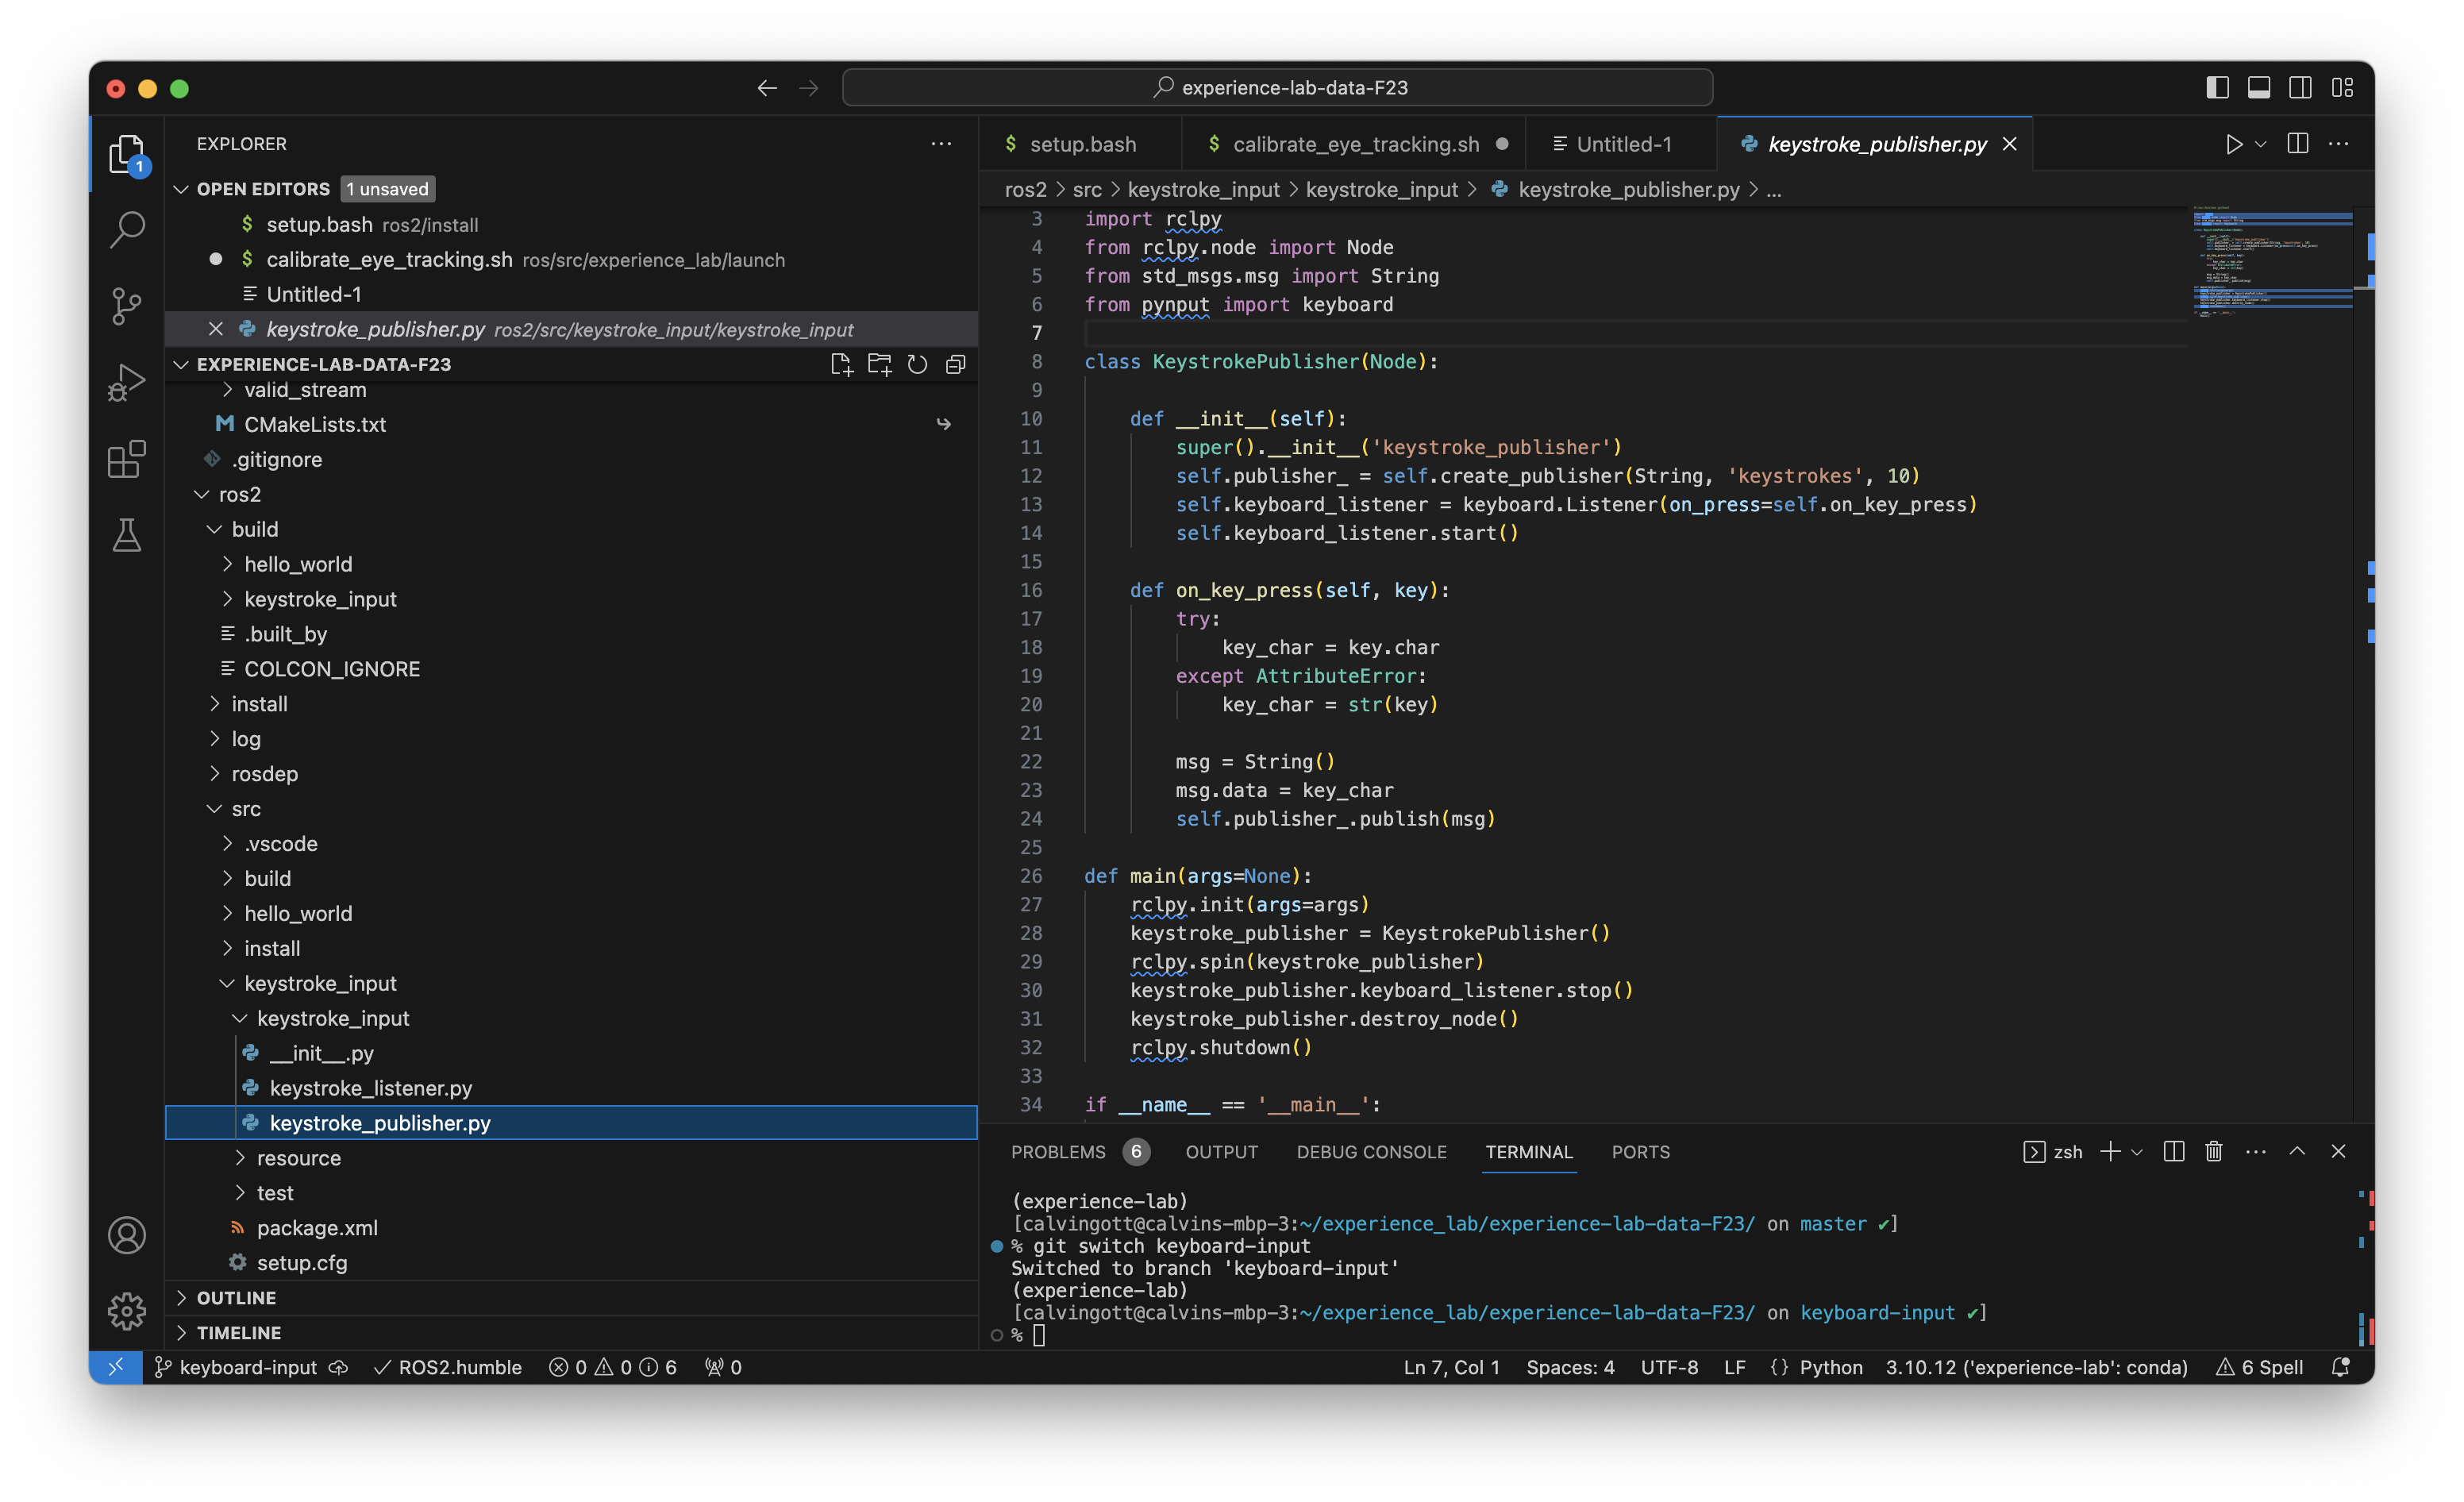 experience-lab-data-F23
EXPLORER
OPEN EDITORS 1 unsaved
$ setup.bash ros2/install
$ calibrate_eye_tracking.sh ros/src/experience_lab/launch
Untitled-1
keystroke_publisher.py ros2/src/keystroke_input/keystroke_input
EXPERIENCE-LAB-DATA-F23
valid_stream
M CMakeLists.txt
.gitignore
ros2
build
hello_world
keystroke_input
.built_by
COLCON_IGNORE
install
log
rosdep
src
.vscode
build
hello_world
install
keystroke_input
keystroke_input
__init__.py
keystroke_listener.py
keystroke_publisher.py
resource
test
package.xml
setup.cfg
OUTLINE
TIMELINE
1
$ setup.bash
$ calibrate_eye_tracking.sh
Untitled-1
keystroke_publisher.py
ros2 > src > keystroke_input > keystroke_input > keystroke_publisher.py > ...
3 import rclpy
4 from rclpy.node import Node
5 from std_msgs.msg import String
6 from pynput import keyboard
7
8 class KeystrokePublisher(Node):
9
10 def __init__(self):
11 super().__init__('keystroke_publisher')
12 self.publisher_ = self.create_publisher(String, 'keystrokes', 10)
13 self.keyboard_listener = keyboard.Listener(on_press=self.on_key_press)
14 self.keyboard_listener.start()
15
16 def on_key_press(self, key):
17 try:
18 key_char = key.char
19 except AttributeError:
20 key_char = str(key)
21
22 msg = String()
23 msg.data = key_char
24 self.publisher_.publish(msg)
25
26 def main(args=None):
27 rclpy.init(args=args)
28 keystroke_publisher = KeystrokePublisher()
29 rclpy.spin(keystroke_publisher)
30 keystroke_publisher.keyboard_listener.stop()
31 keystroke_publisher.destroy_node()
32 rclpy.shutdown()
33
34 if __name__ == '__main__':
PROBLEMS 6 OUTPUT DEBUG CONSOLE TERMINAL PORTS
zsh
(experience-lab)
[calvingott@calvins-mbp-3:~/experience_lab/experience-lab-data-F23/ on master ✔]
% git switch keyboard-input
Switched to branch 'keyboard-input'
(experience-lab)
[calvingott@calvins-mbp-3:~/experience_lab/experience-lab-data-F23/ on keyboard-input ✔]
%
keyboard-input ROS2.humble 0 0 6 0
Ln 7, Col 1 Spaces: 4 UTF-8 LF {} Python 3.10.12 ('experience-lab': conda) 6 Spell